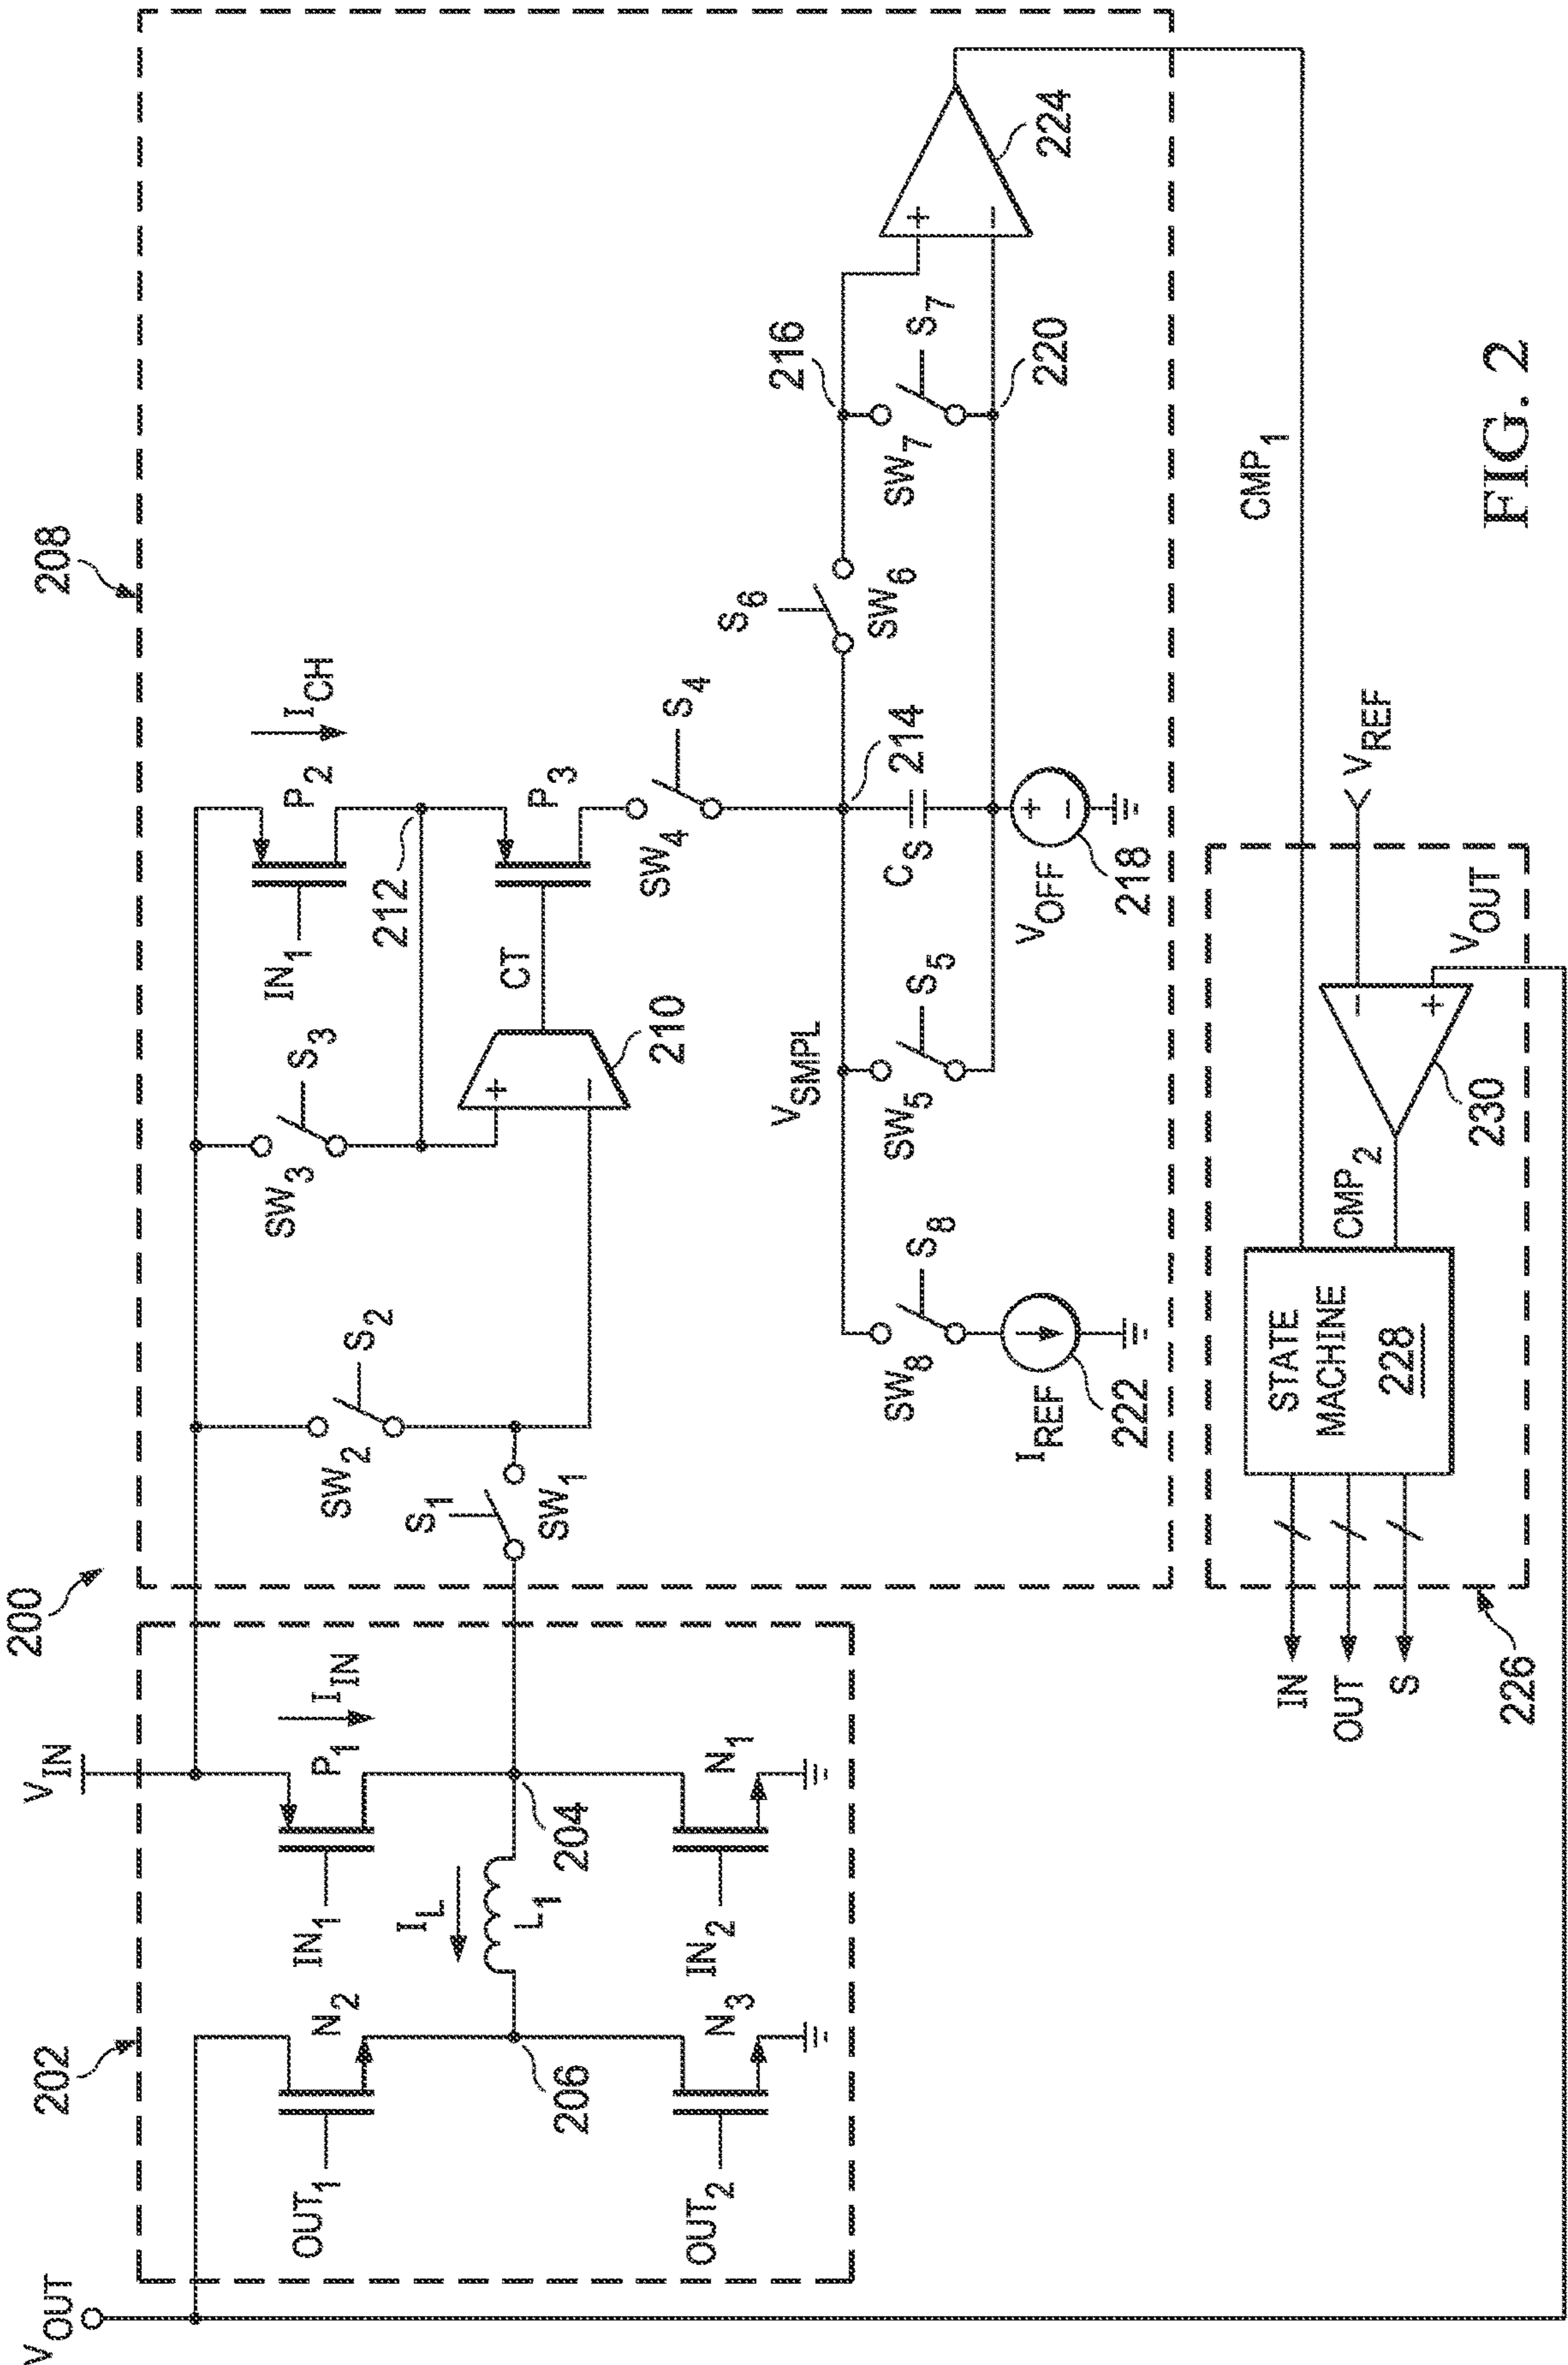 200
208
202
V_OUT
V_IN
OUT_1
N_2
IN_1
P_1
I_IN
I_L
L_1
206
204
OUT_2
N_3
IN_2
N_1
SW_2
S_2
S_1
SW_1
SW_3
S_3
IN_1
P_2
I_CH
212
+
−
210
CT
P_3
SW_4
S_4
V_SMPL
214
S_6
SW_6
216
SW_8
S_8
SW_5
S_5
C_S
SW_7
S_7
220
+
−
224
I_REF
222
V_OFF
+
−
218
CMP_1
IN
OUT
S
STATE
MACHINE
228
CMP_2
−
+
230
V_REF
V_OUT
226
FIG. 2